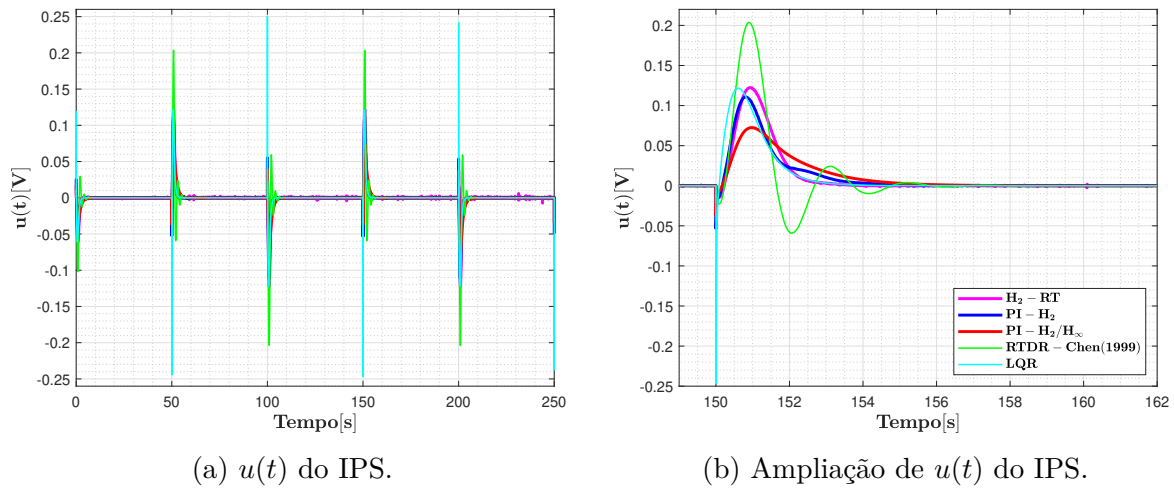 0.2
0.15
0.1
0.05
0
-0.05
-0.1
-0.15
-0.2
-0.25
u(t)[V]
0 50 100 150 200 250
Tempo[s]
(a) u(t) do IPS.
0.2
0.15
0.1
0.05
0
-0.05
-0.1
-0.15
-0.2
-0.25
u(t)[V]
H₂ − RT
PI − H₂
PI − H₂/H∞
RTDR − Chen(1999)
LQR
150 152 154 156 158 160 162
Tempo[s]
(b) Ampliação de u(t) do IPS.